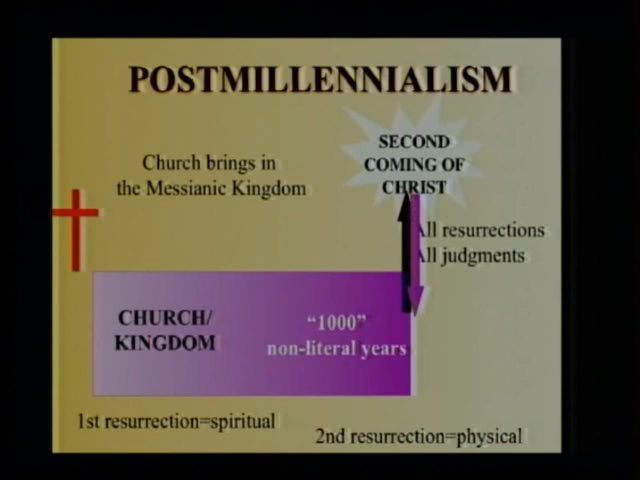 POSTMILLENNIALISM
Church brings in
the Messianic Kingdom
SECOND
COMING OF
CHRIST
All resurrections
All judgments
CHURCH/
KINGDOM
“1000”
non-literal years
1st resurrection=spiritual
2nd resurrection=physical